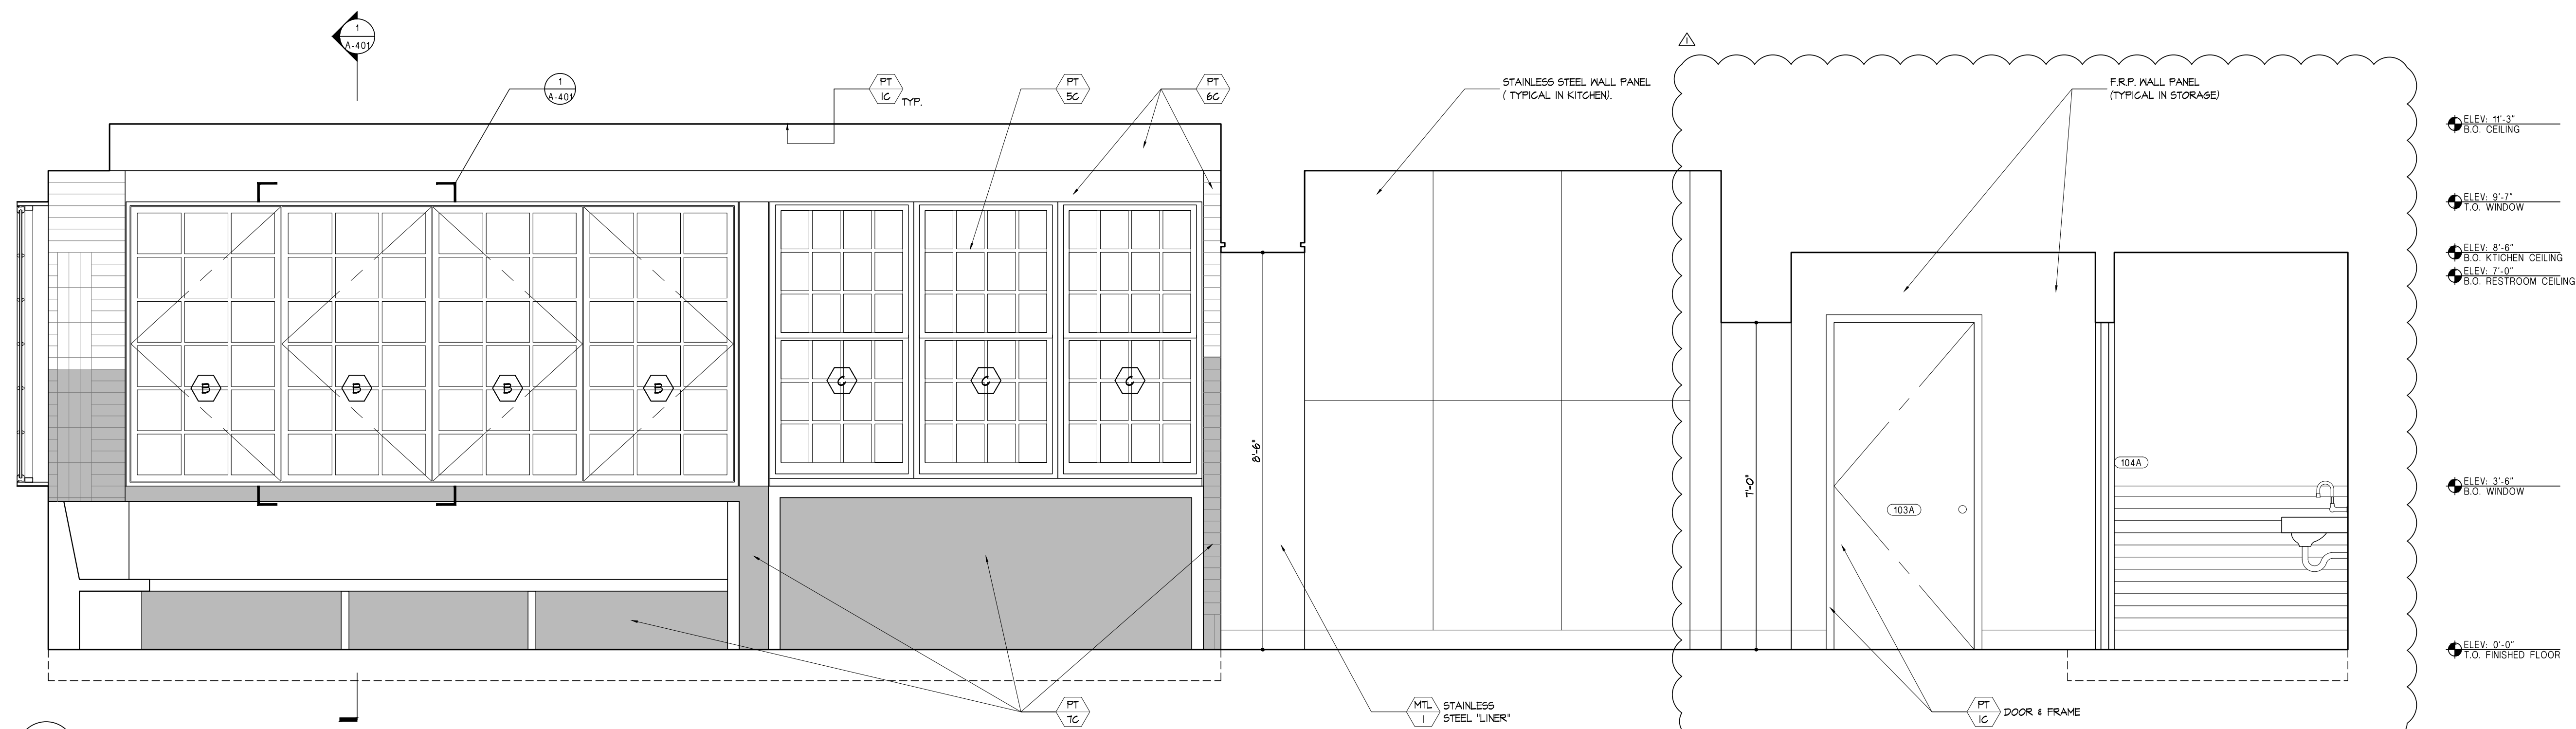 1
A-401
1
A-401
PT
1C
TYP.
PT
5C
PT
6C
STAINLESS STEEL WALL PANEL
( TYPICAL IN KITCHEN).
1
F.R.P. WALL PANEL
(TYPICAL IN STORAGE)
ELEV: 11'-3"
B.O. CEILING
ELEV: 9'-7"
T.O. WINDOW
ELEV: 8'-6"
B.O. KTICHEN CEILING
ELEV: 7'-0"
B.O. RESTROOM CEILING
B
B
B
B
C
C
C
8'-6"
7'-0"
103A
104A
ELEV: 3'-6"
B.O. WINDOW
ELEV: 0'-0"
T.O. FINISHED FLOOR
PT
7C
MTL
1
STAINLESS
STEEL "LINER"
PT
1C
DOOR & FRAME